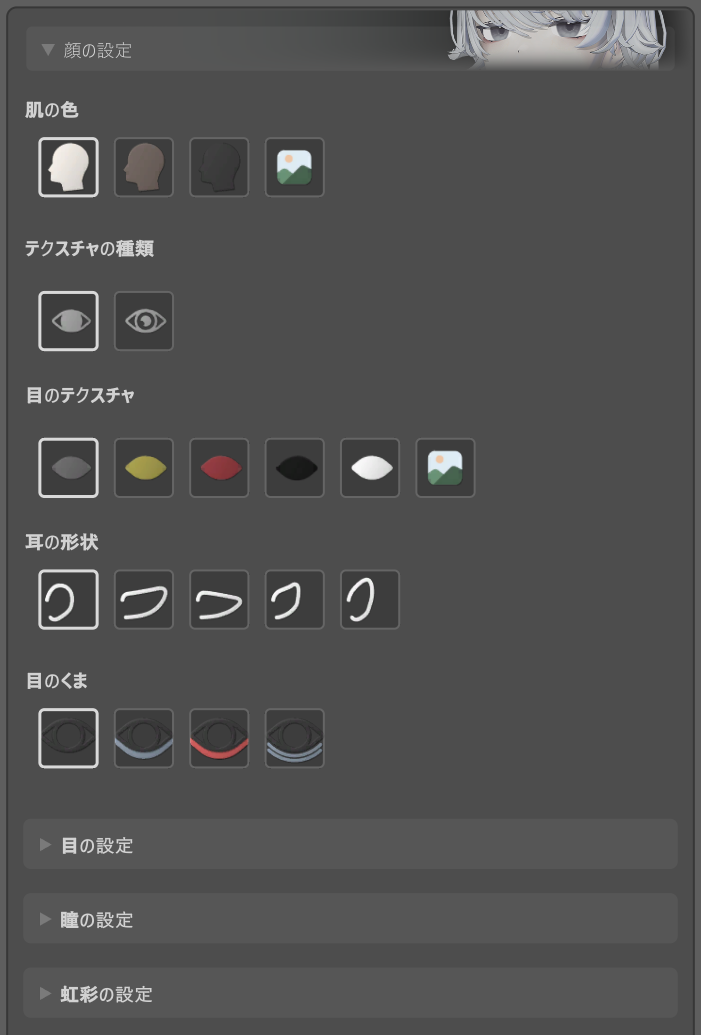 顔の設定
肌の色
テクスチャの種類
目のテクスチャ
耳の形状
目のくま
目の設定
瞳の設定
虹彩の設定